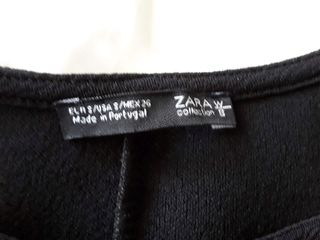 EUR S/USA S/MEX 26
Made in Portugal
ZARA W&B
collection